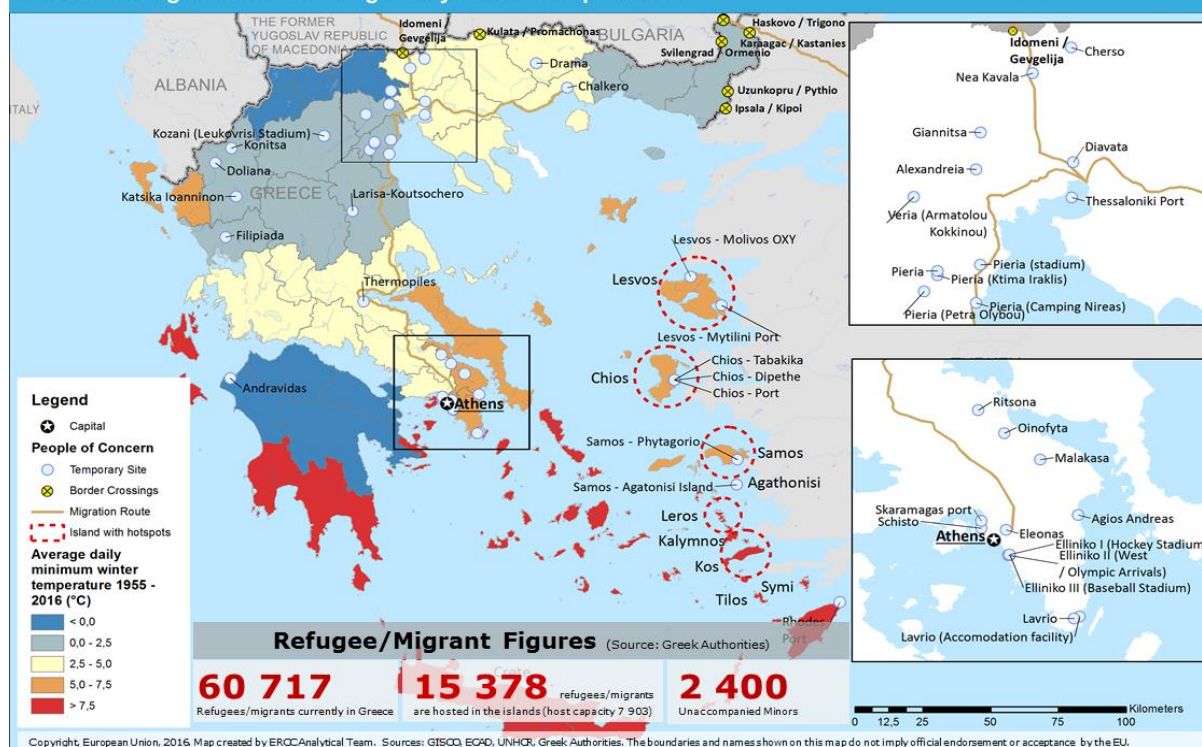 THE FORMER
YUGOSLAV REPUBLIC
OF MACEDONIA
BULGARIA
ALBANIA
ITALY
GREECE
Idomeni
Gevgelija
Kulata / Promachonas
Haskovo / Trigono
Karaagac / Kastanies
Svilengrad / Ormenio
Uzunkopru / Pythio
Ipsala / Kipoi
Drama
Chalkero
Kozani (Leukovrisi Stadium)
Konitsa
Doliana
Katsika Ioanninon
Larisa-Koutsochero
Filipiada
Thermopiles
Andravidas
Athens
Lesvos - Molivos OXY
Lesvos
Lesvos - Mytilini Port
Chios - Tabakika
Chios
Chios - Dipethe
Chios - Port
Samos - Phytagorio
Samos
Samos - Agatonisi Island
Agathonisi
Leros
Kalymnos
Kos
Symi
Tilos
Rhodes
Port
Crete
Legend
Capital
People of Concern
Temporary Site
Border Crossings
Migration Route
Island with hotspots
Average daily
minimum winter
temperature 1955 -
2016 (°C)
< 0,0
0,0 - 2,5
2,5 - 5,0
5,0 - 7,5
> 7,5
Idomeni /
Gevgelija
Cherso
Nea Kavala
Giannitsa
Diavata
Alexandreia
Veria (Armatolou
Kokkinou)
Thessaloniki Port
Pieria (stadium)
Pieria
Pieria (Ktima Iraklis)
Pieria (Camping Nireas)
Pieria (Petra Olybou)
Ritsona
Oinofyta
Malakasa
Skaramagas port
Schisto
Agios Andreas
Athens
Eleonas
Elliniko I (Hockey Stadium
Elliniko II (West
/ Olympic Arrivals)
Elliniko III (Baseball Stadium)
Lavrio
Lavrio (Accomodation facility)
Kilometers
0 12,5 25 50 75 100
Refugee/Migrant Figures (Source: Greek Authonities)
60 717
Refugees/migrants currently in Greece
15 378 refugees/migrants
are hosted in the islands (host capacity 7 903)
2 400
Unaccompanied Minors
Copyright, European Union, 2016. Map created by ERCC Analytical Team. Sources: GISCO, ECAD, UNHCR, Greek Authorities. The boundaries and names shown on this map do not imply official endorsement or acceptance by the EU.